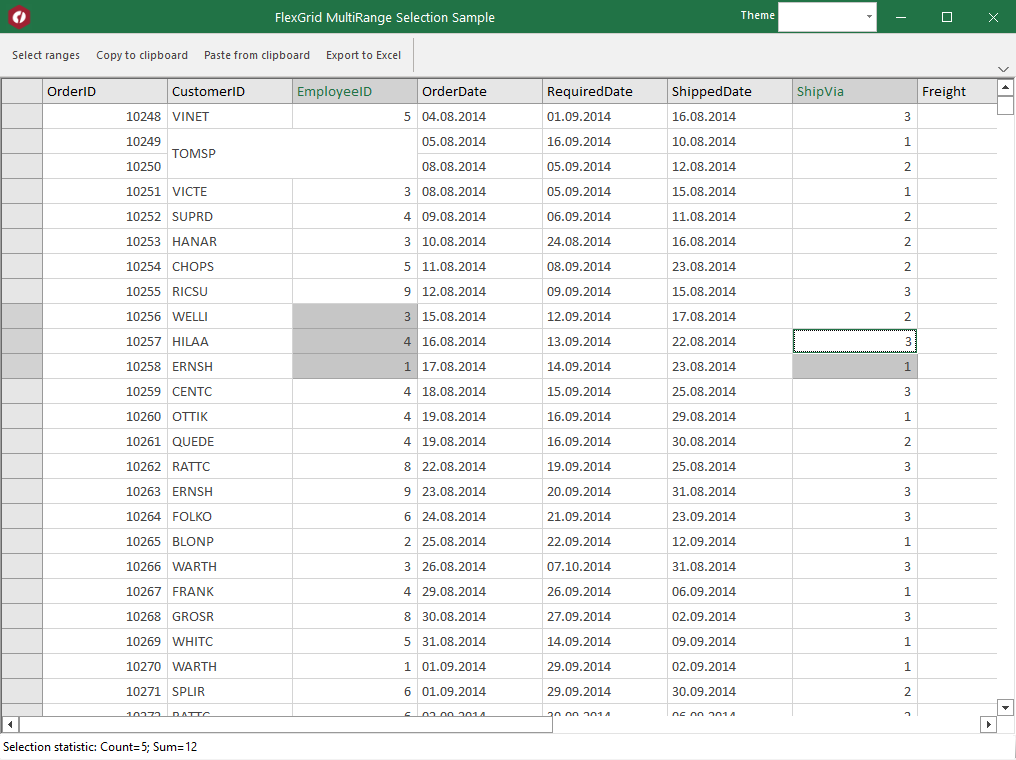 FlexGrid MultiRange Selection Sample Theme
Select ranges Copy to clipboard Paste from clipboard Export to Excel
OrderID CustomerID EmployeeID OrderDate RequiredDate ShippedDate ShipVia Freight
10248 VINET 5 04.08.2014 01.09.2014 16.08.2014 3
10249 TOMSP 05.08.2014 16.09.2014 10.08.2014 1
10250 08.08.2014 05.09.2014 12.08.2014 2
10251 VICTE 3 08.08.2014 05.09.2014 15.08.2014 1
10252 SUPRD 4 09.08.2014 06.09.2014 11.08.2014 2
10253 HANAR 3 10.08.2014 24.08.2014 16.08.2014 2
10254 CHOPS 5 11.08.2014 08.09.2014 23.08.2014 2
10255 RICSU 9 12.08.2014 09.09.2014 15.08.2014 3
10256 WELLI 3 15.08.2014 12.09.2014 17.08.2014 2
10257 HILAA 4 16.08.2014 13.09.2014 22.08.2014 3
10258 ERNSH 1 17.08.2014 14.09.2014 23.08.2014 1
10259 CENTC 4 18.08.2014 15.09.2014 25.08.2014 3
10260 OTTIK 4 19.08.2014 16.09.2014 29.08.2014 1
10261 QUEDE 4 19.08.2014 16.09.2014 30.08.2014 2
10262 RATTC 8 22.08.2014 19.09.2014 25.08.2014 3
10263 ERNSH 9 23.08.2014 20.09.2014 31.08.2014 3
10264 FOLKO 6 24.08.2014 21.09.2014 23.09.2014 3
10265 BLONP 2 25.08.2014 22.09.2014 12.09.2014 1
10266 WARTH 3 26.08.2014 07.10.2014 31.08.2014 3
10267 FRANK 4 29.08.2014 26.09.2014 06.09.2014 1
10268 GROSR 8 30.08.2014 27.09.2014 02.09.2014 3
10269 WHITC 5 31.08.2014 14.09.2014 09.09.2014 1
10270 WARTH 1 01.09.2014 29.09.2014 02.09.2014 1
10271 SPLIR 6 01.09.2014 29.09.2014 30.09.2014 2
10272 RATTC 6 02.09.2014 30.09.2014 06.09.2014 2
Selection statistic: Count=5; Sum=12